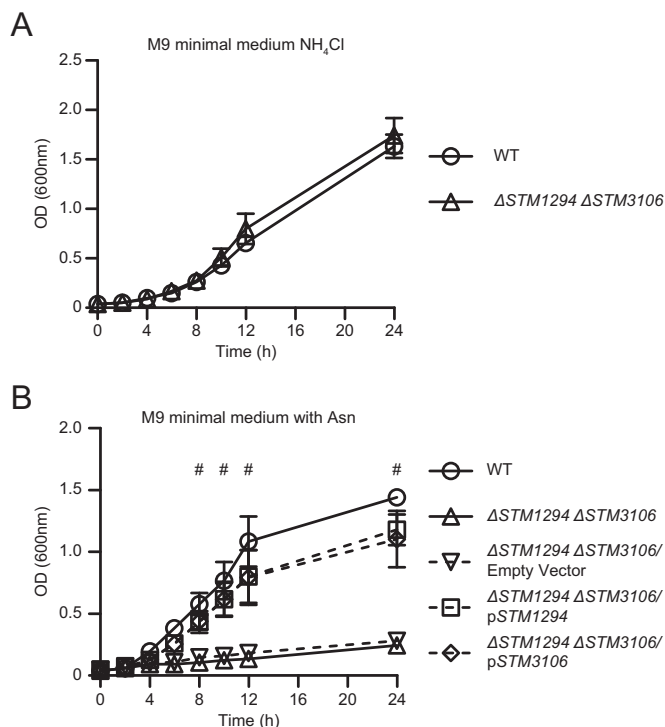 A
M9 minimal medium NH₄Cl
2.5
2.0
1.5
1.0
0.5
0.0
OD (600nm)
0 4 8 12 16 20 24
Time (h)
WT
ΔSTM1294 ΔSTM3106
B
M9 minimal medium with Asn
2.0
1.5
1.0
0.5
0.0
OD (600nm)
# # # #
0 4 8 12 16 20 24
Time (h)
WT
ΔSTM1294 ΔSTM3106
ΔSTM1294 ΔSTM3106/
Empty Vector
ΔSTM1294 ΔSTM3106/
pSTM1294
ΔSTM1294 ΔSTM3106/
pSTM3106